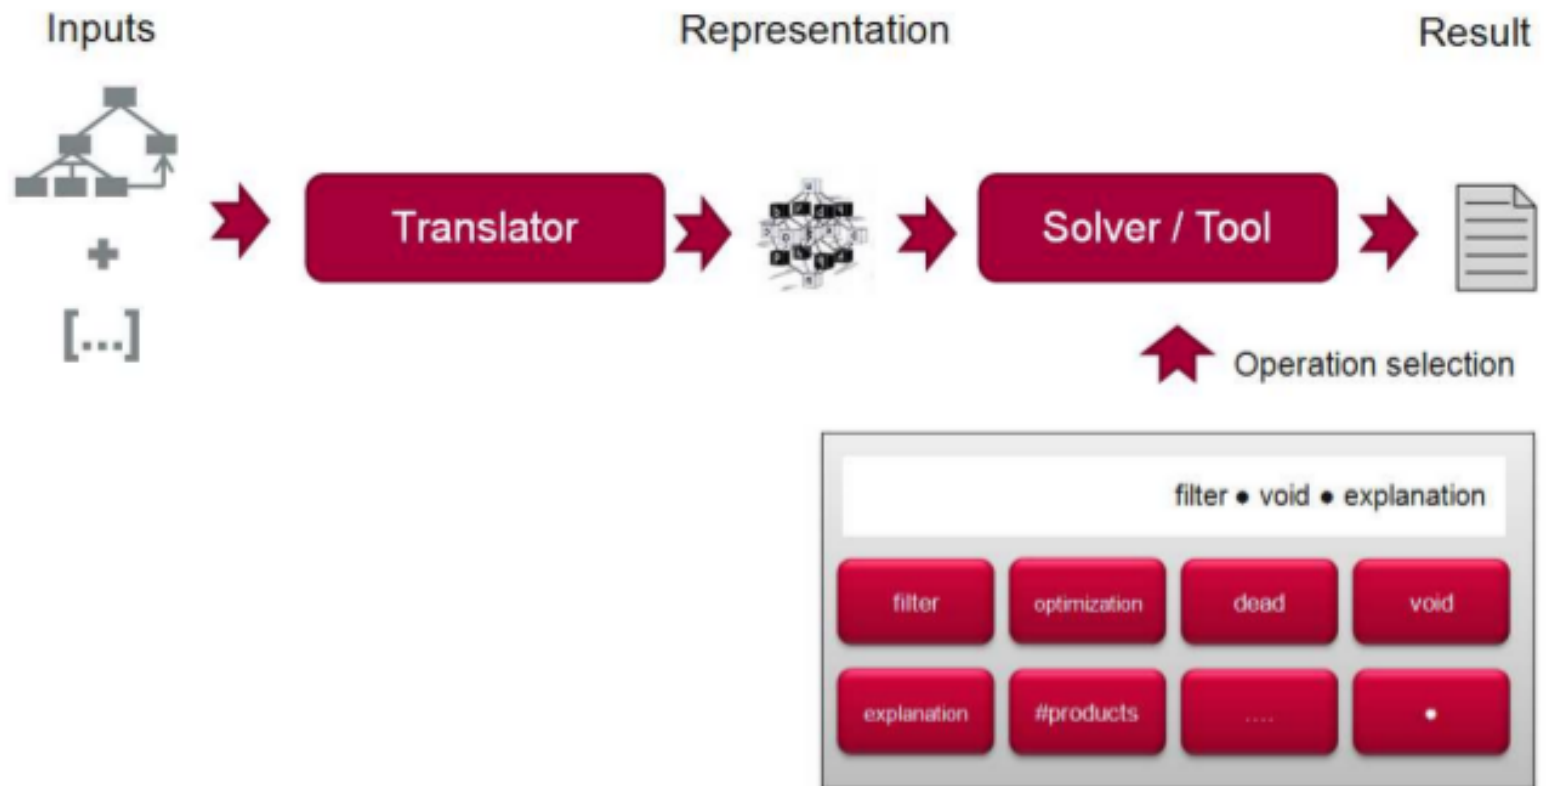 Inputs
Representation
Result
+
[...]
Translator
Solver / Tool
Operation selection
filter ● void ● explanation
filter
optimization
dead
void
explanation
#products
....
●